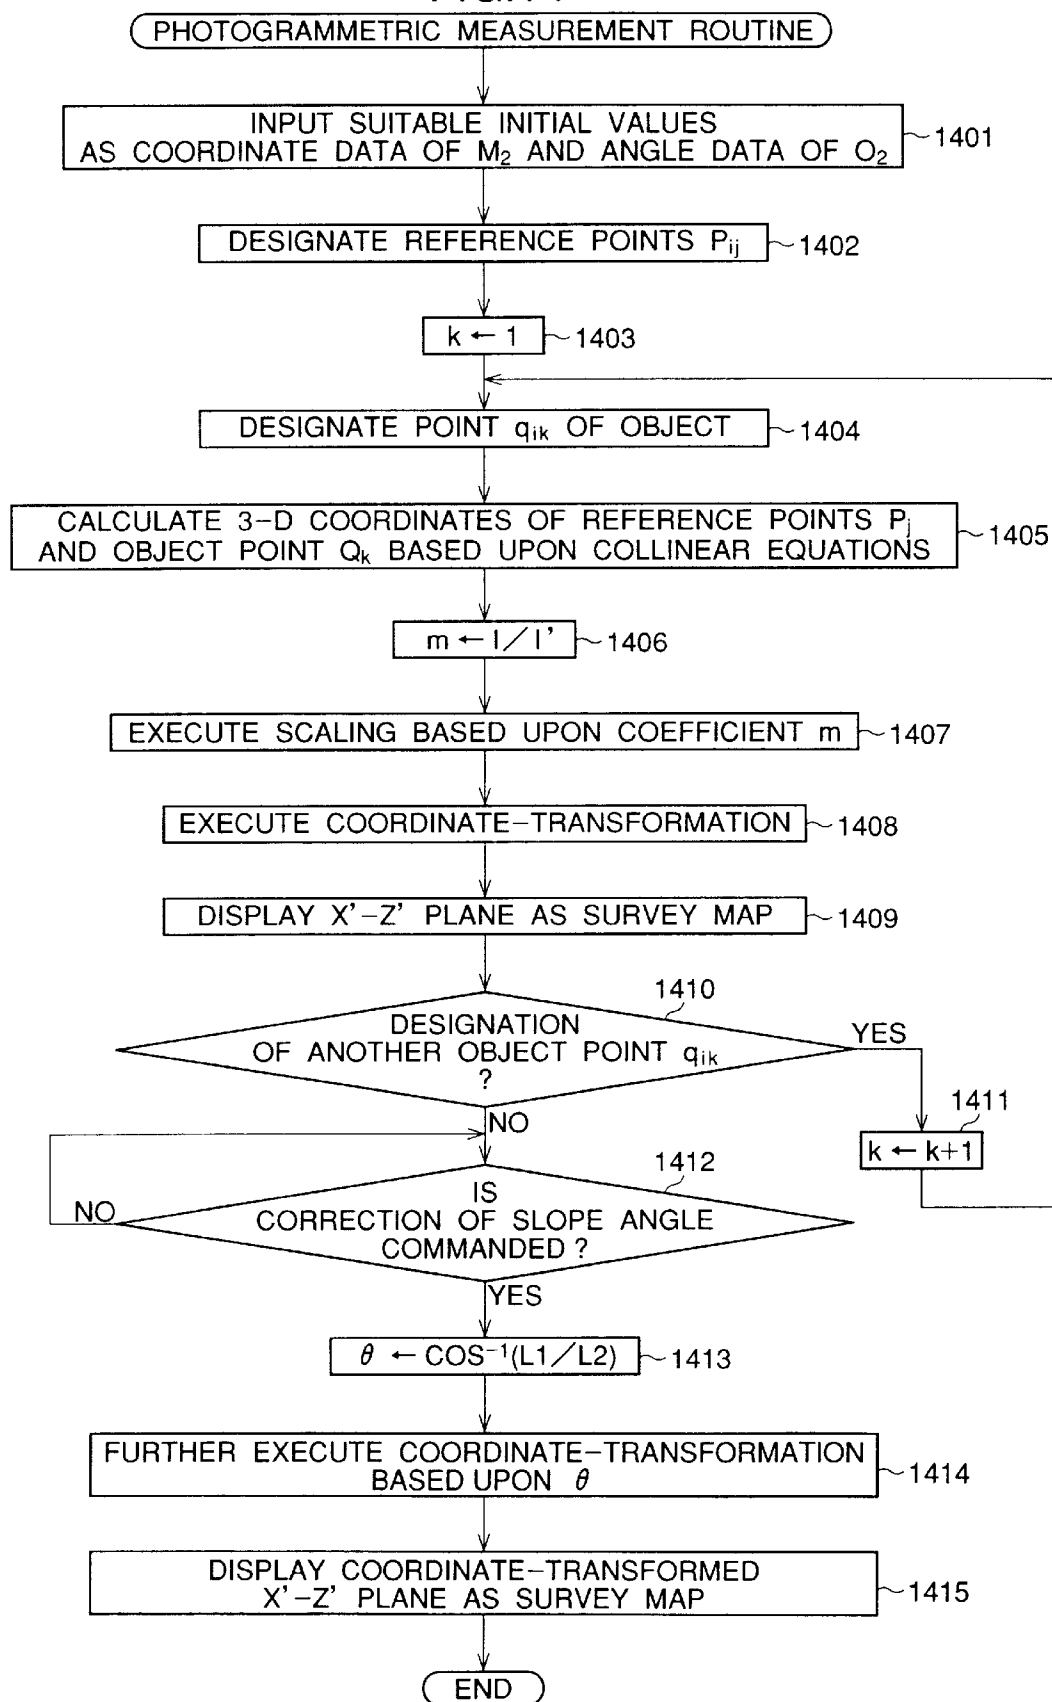 PHOTOGRAMMETRIC MEASUREMENT ROUTINE
INPUT SUITABLE INITIAL VALUES
AS COORDINATE DATA OF M₂ AND ANGLE DATA OF O₂
1401
DESIGNATE REFERENCE POINTS Pᵢⱼ
1402
k ← 1
1403
DESIGNATE POINT qᵢₖ OF OBJECT
1404
CALCULATE 3-D COORDINATES OF REFERENCE POINTS Pⱼ
AND OBJECT POINT Qₖ BASED UPON COLLINEAR EQUATIONS
1405
m ← l/l'
1406
EXECUTE SCALING BASED UPON COEFFICIENT m
1407
EXECUTE COORDINATE-TRANSFORMATION
1408
DISPLAY X'-Z' PLANE AS SURVEY MAP
1409
1410
DESIGNATION
OF ANOTHER OBJECT POINT qᵢₖ
?
YES
NO
1411
k ← k+1
1412
IS
CORRECTION OF SLOPE ANGLE
COMMANDED ?
NO
YES
θ ← COS⁻¹(L1/L2)
1413
FURTHER EXECUTE COORDINATE-TRANSFORMATION
BASED UPON θ
1414
DISPLAY COORDINATE-TRANSFORMED
X'-Z' PLANE AS SURVEY MAP
1415
END